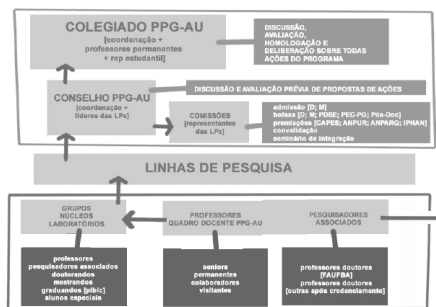 COLEGIADO PPG-AU
[coordenação +
professores permanentes
+ rep estudantil]
DISCUSSÃO,
AVALIAÇÃO,
HOMOLOGAÇÃO E
DELIBERAÇÃO SOBRE TODAS
AÇÕES DO PROGRAMA
CONSELHO PPG-AU
[coordenação +
líderes das LPs]
DISCUSSÃO E AVALIAÇÃO PRÉVIA DE PROPOSTAS DE AÇÕES
COMISSÕES
[representantes
das LPs]
admissão [D; M]
bolsas [D; M; PDSE; PEC-PG; Pós-Doc]
premiações [CAPES; ANPUR; ANPARQ; IPHAN]
convalidação
seminário de integração
LINHAS DE PESQUISA
GRUPOS
NÚCLEOS
LABORATÓRIOS
PROFESSORES
QUADRO DOCENTE PPG-AU
PESQUISADORES
ASSOCIADOS
professores
pesquisadores associados
doutorandos
mestrandos
graduandos [pibic]
alunos especiais
seniors
permanentes
colaboradores
visitantes
professores doutores
[FAUFBA]
professores doutores
[outras após credenciamento]